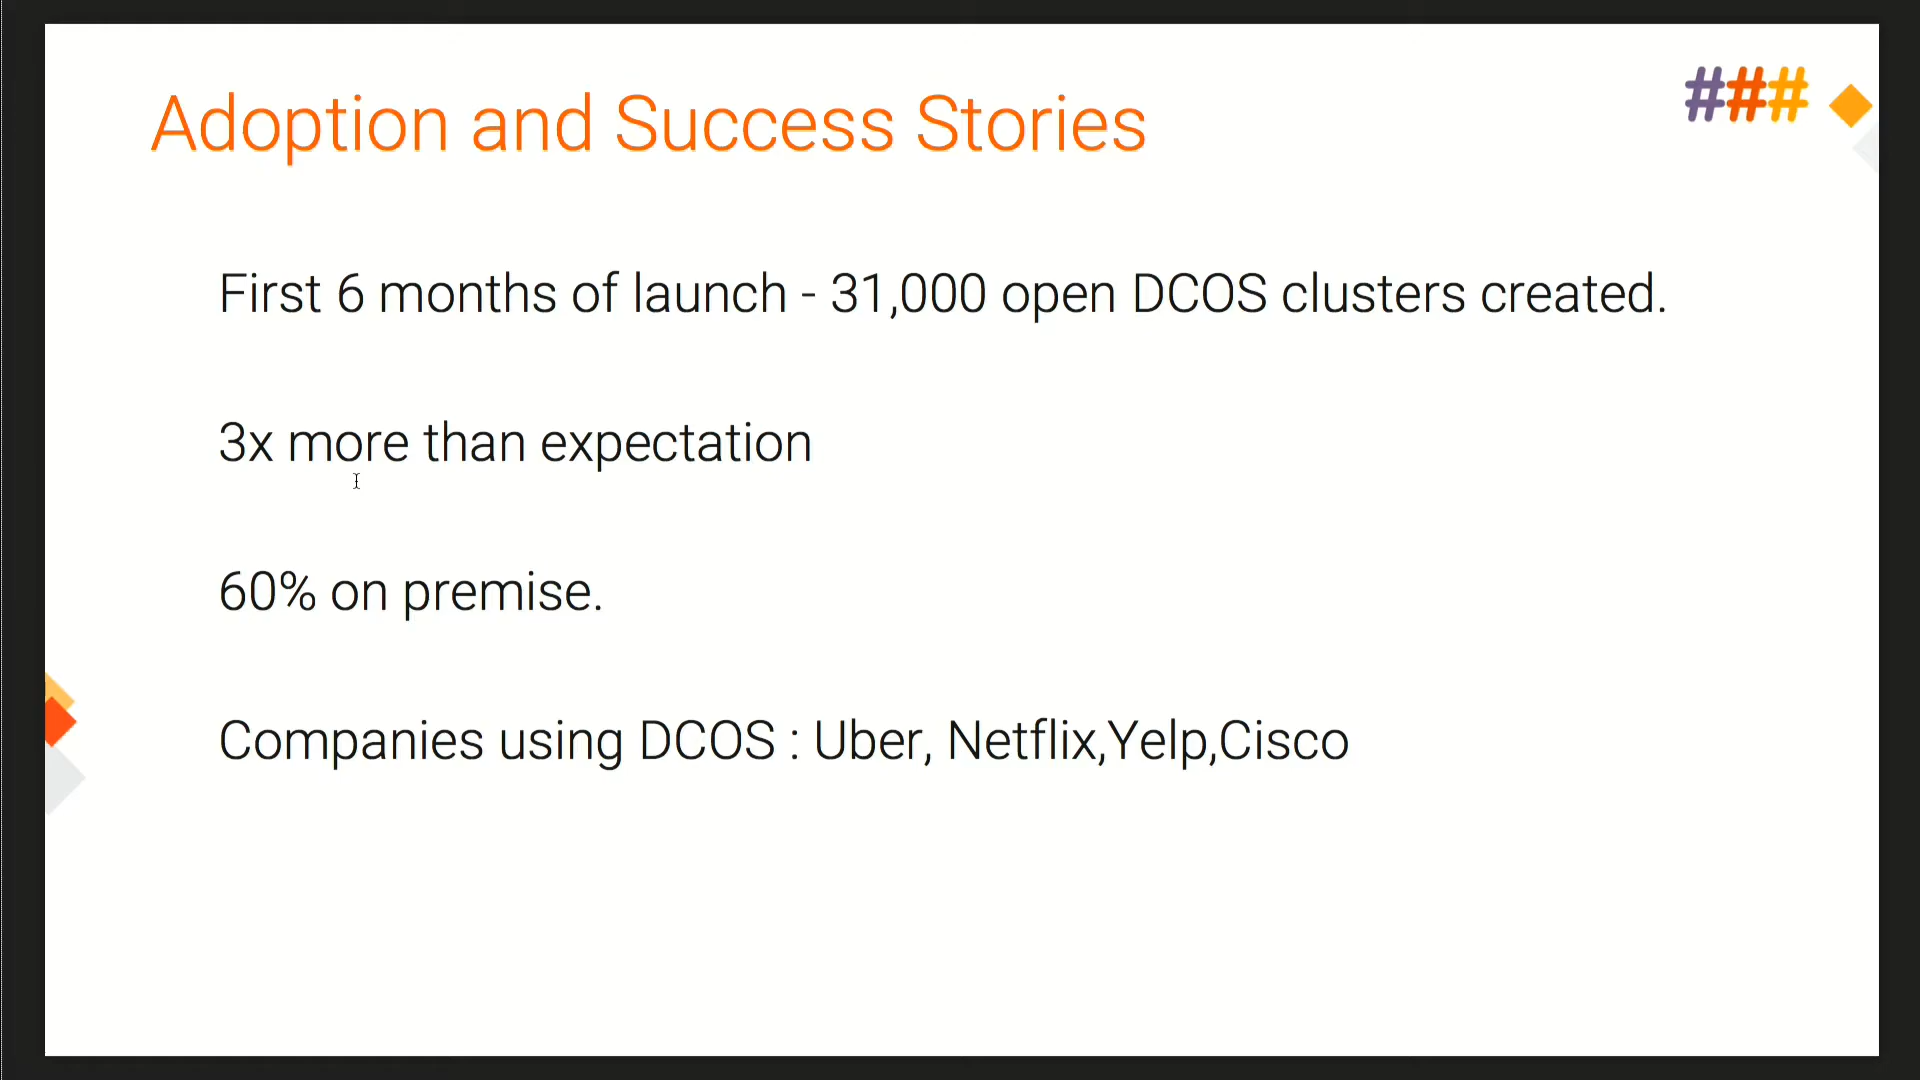 Adoption and Success Stories
###
First 6 months of launch - 31,000 open DCOS clusters created.
3x more than expectation
60% on premise.
Companies using DCOS : Uber, Netflix,Yelp,Cisco